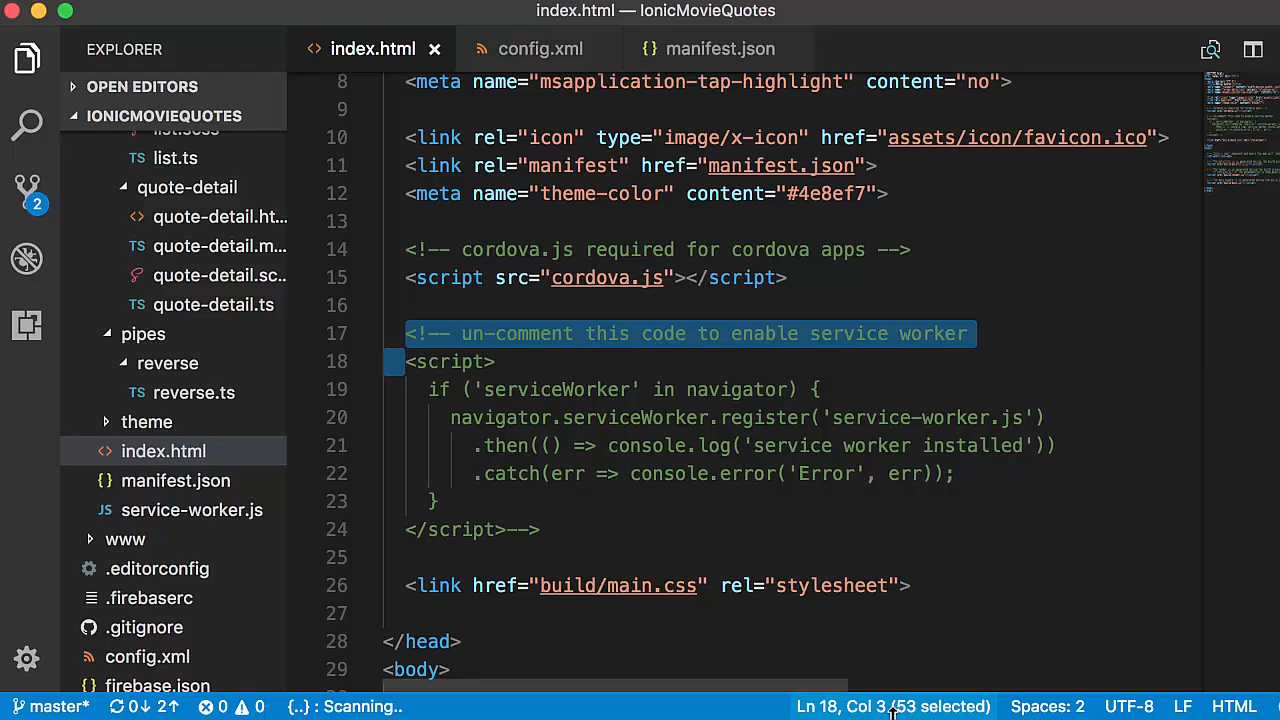 index.html — IonicMovieQuotes
EXPLORER
OPEN EDITORS
IONICMOVIEQUOTES
list.scss
list.ts
quote-detail
quote-detail.ht...
quote-detail.m...
quote-detail.sc...
TS quote-detail.ts
pipes
reverse
TS reverse.ts
theme
<> index.html
{} manifest.json
JS service-worker.js
www
.editorconfig
.firebaserc
.gitignore
config.xml
firebase.json
2
<> index.html ×
config.xml
{} manifest.json
8 <meta name="msapplication-tap-highlight" content="no">
9
10 <link rel="icon" type="image/x-icon" href="assets/icon/favicon.ico">
11 <link rel="manifest" href="manifest.json">
12 <meta name="theme-color" content="#4e8ef7">
13
14 <!-- cordova.js required for cordova apps -->
15 <script src="cordova.js"></script>
16
17 <!-- un-comment this code to enable service worker
18 <script>
19 if ('serviceWorker' in navigator) {
20 navigator.serviceWorker.register('service-worker.js')
21 .then(() => console.log('service worker installed'))
22 .catch(err => console.error('Error', err));
23 }
24 </script>-->
25
26 <link href="build/main.css" rel="stylesheet">
27
28 </head>
29 <body>
master* 0↓ 2↑ 0 0 {..} : Scanning.. Ln 18, Col 3 (53 selected) Spaces: 2 UTF-8 LF HTML